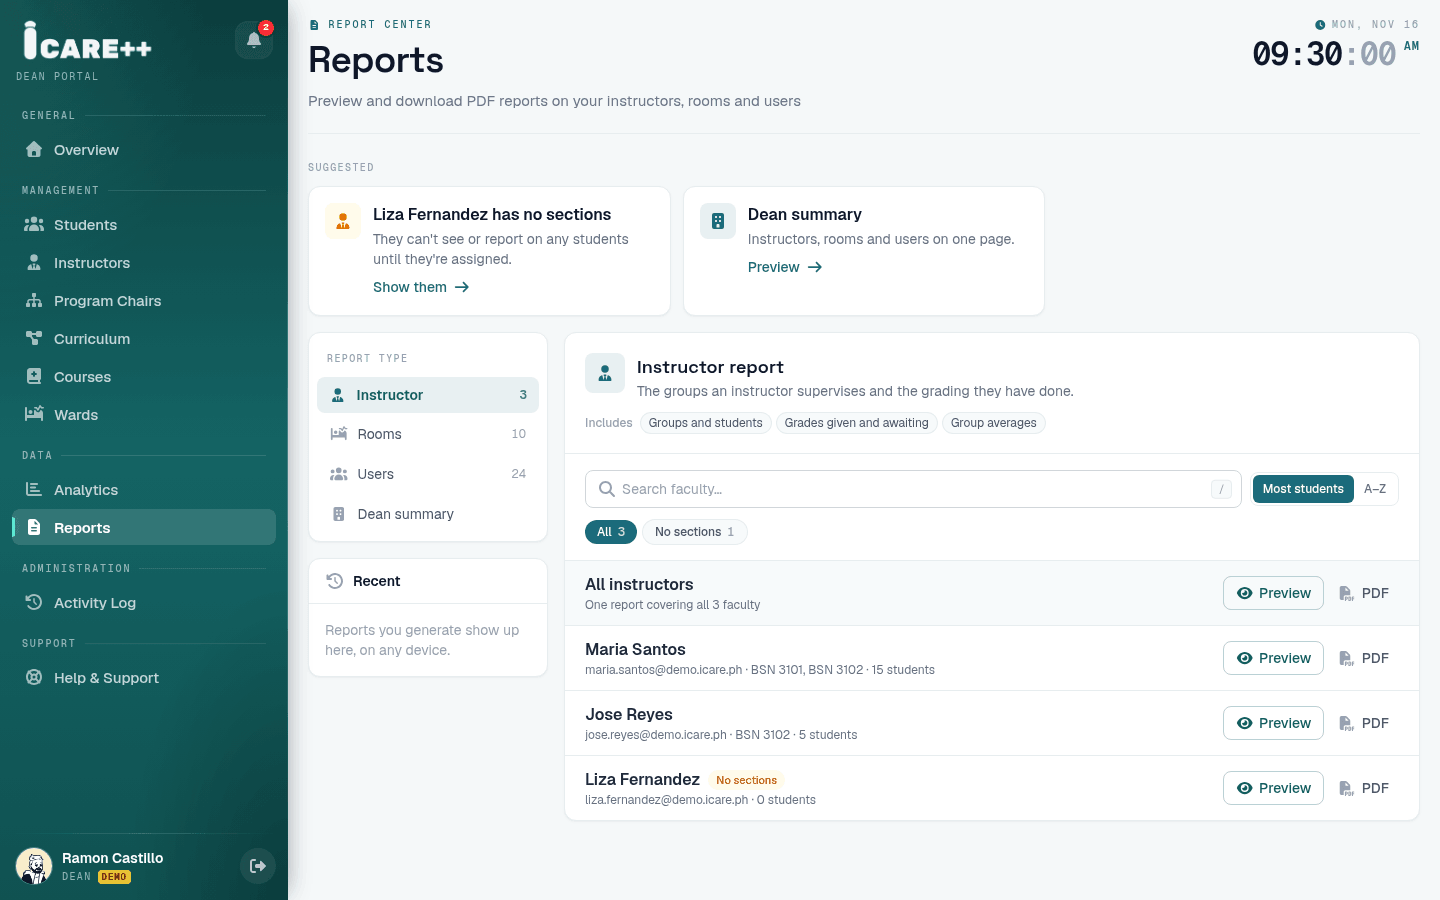 iCARE++
2
DEAN PORTAL
GENERAL
Overview
MANAGEMENT
Students
Instructors
Program Chairs
Curriculum
Courses
Wards
DATA
Analytics
Reports
ADMINISTRATION
Activity Log
SUPPORT
Help & Support
Ramon Castillo
DEAN DEMO
REPORT CENTER
Reports
Preview and download PDF reports on your instructors, rooms and users
MON, NOV 16
09:30:00 AM
SUGGESTED
Liza Fernandez has no sections
They can't see or report on any students
until they're assigned.
Show them
Dean summary
Instructors, rooms and users on one page.
Preview
REPORT TYPE
Instructor 3
Rooms 10
Users 24
Dean summary
Recent
Reports you generate show up
here, on any device.
Instructor report
The groups an instructor supervises and the grading they have done.
Includes Groups and students Grades given and awaiting Group averages
Search faculty... /
Most students A–Z
All 3 No sections 1
All instructors
One report covering all 3 faculty
Preview PDF
Maria Santos
maria.santos@demo.icare.ph · BSN 3101, BSN 3102 · 15 students
Preview PDF
Jose Reyes
jose.reyes@demo.icare.ph · BSN 3102 · 5 students
Preview PDF
Liza Fernandez No sections
liza.fernandez@demo.icare.ph · 0 students
Preview PDF